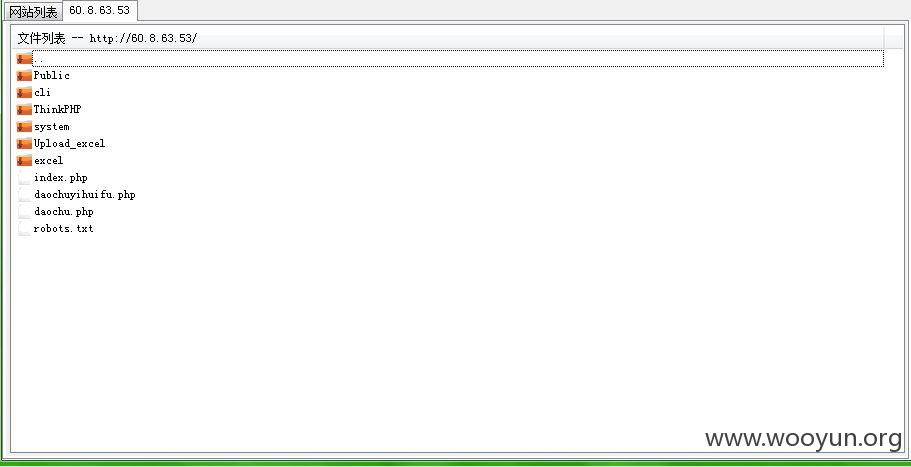 网站列表 60.8.63.53
文件列表 -- http://60.8.63.53/
..
Public
cli
ThinkPHP
system
Upload_excel
excel
index.php
daochuyihuifu.php
daochu.php
robots.txt
www.wooyun.org